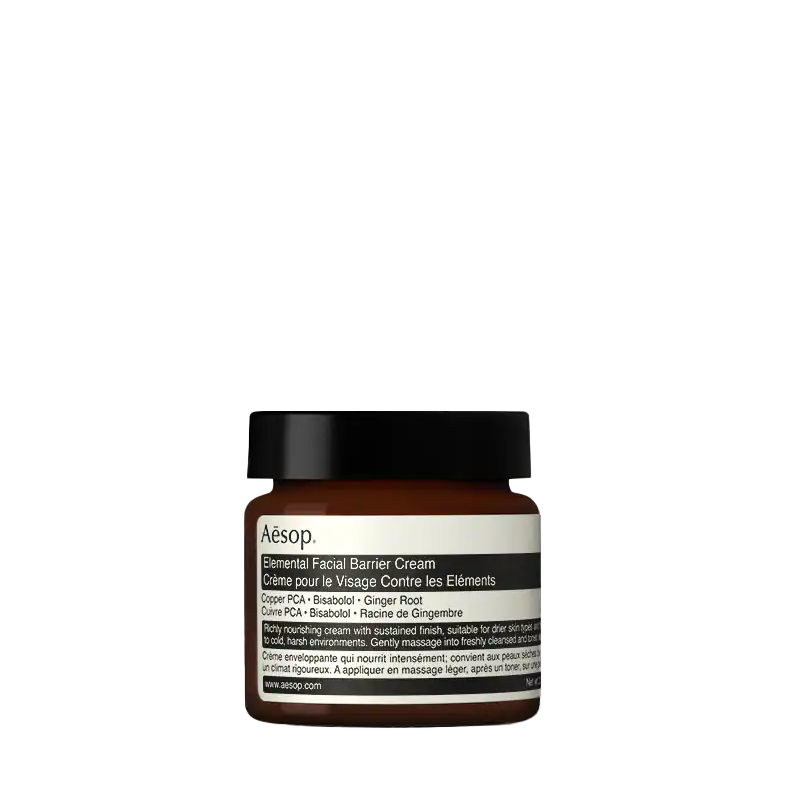 Aēsop.
Elemental Facial Barrier Cream
Crème pour le Visage Contre les Eléments
Copper PCA • Bisabolol • Ginger Root
Cuivre PCA • Bisabolol • Racine de Gingembre
Richly nourishing cream with sustained finish, suitable for drier skin types
to cold, harsh environments. Gently massage into freshly cleansed and
Crème enveloppante qui nourrit intensément; convient aux peaux sèches
un climat rigoureux. A appliquer en massage léger, après un toner, sur une
www.aesop.com
Net